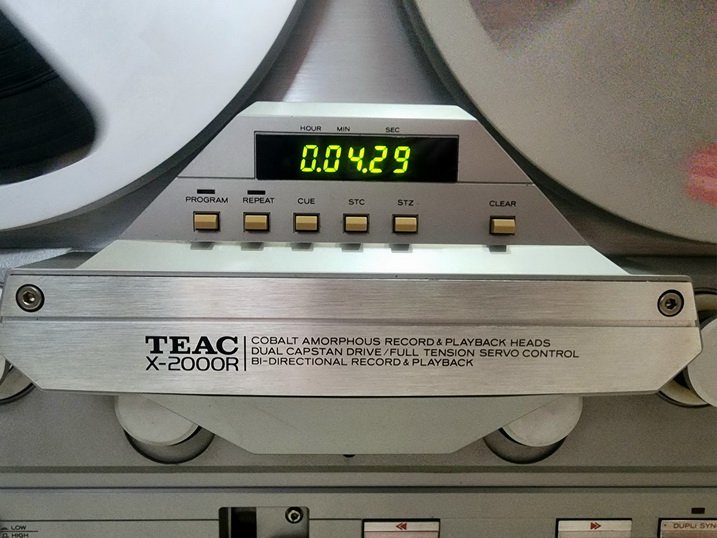 HOUR MIN SEC
0.04.29
PROGRAM REPEAT CUE STC STZ CLEAR
TEAC
X-2000R
COBALT AMORPHOUS RECORD & PLAYBACK HEADS
DUAL CAPSTAN DRIVE/FULL TENSION SERVO CONTROL
BI-DIRECTIONAL RECORD & PLAYBACK
LOW
HIGH
DUPLI SYN